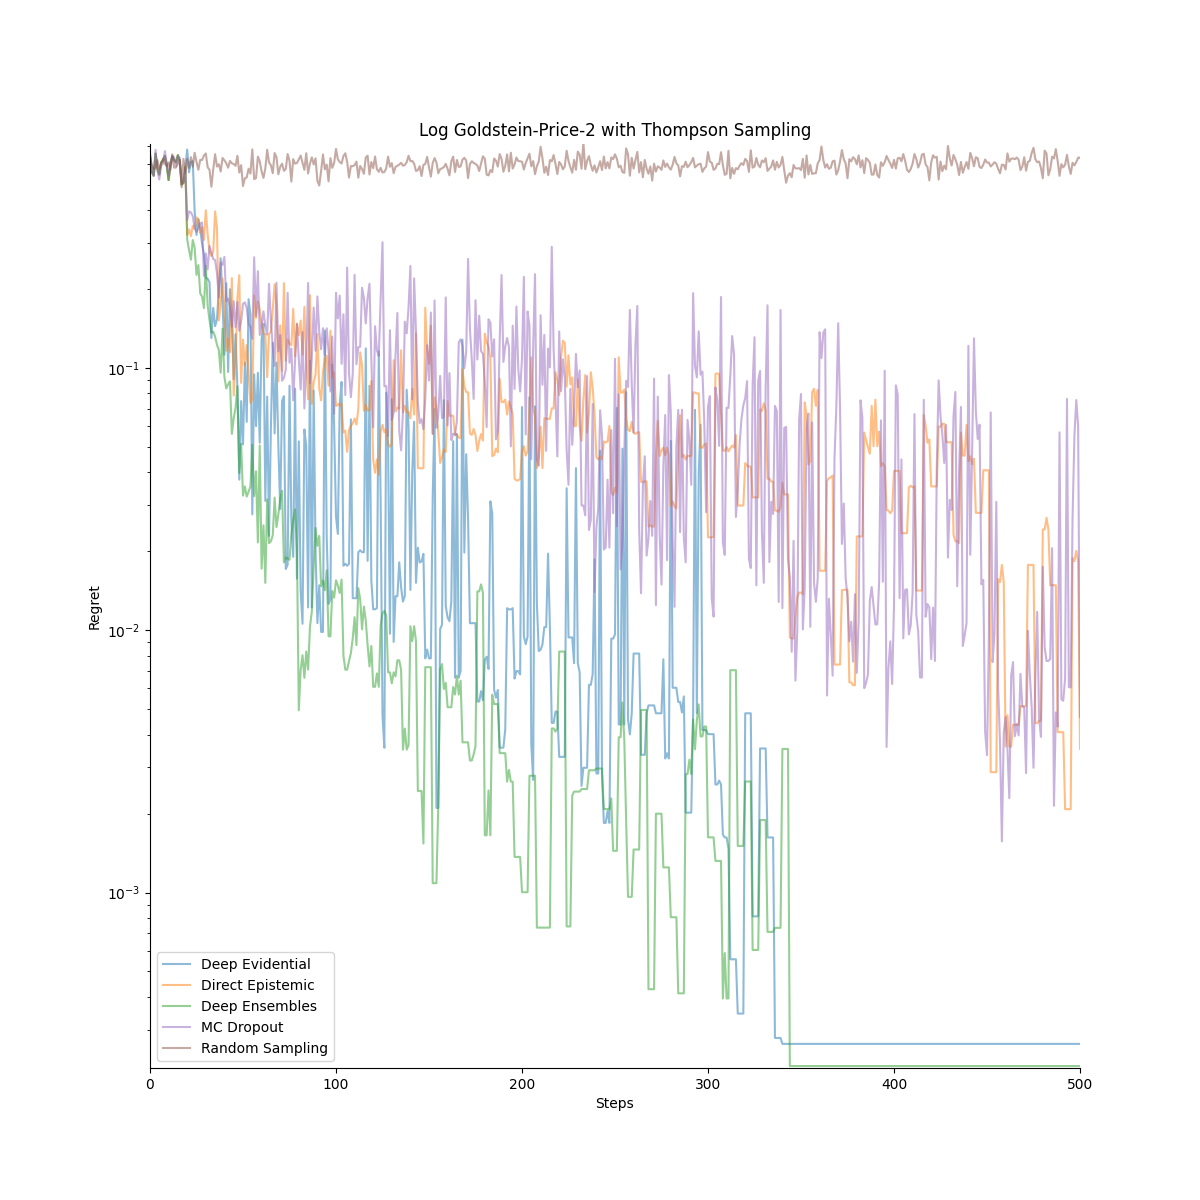 Log Goldstein-Price-2 with Thompson Sampling
Regret
10⁻¹
10⁻²
10⁻³
Deep Evidential
Direct Epistemic
Deep Ensembles
MC Dropout
Random Sampling
0 100 200 300 400 500
Steps